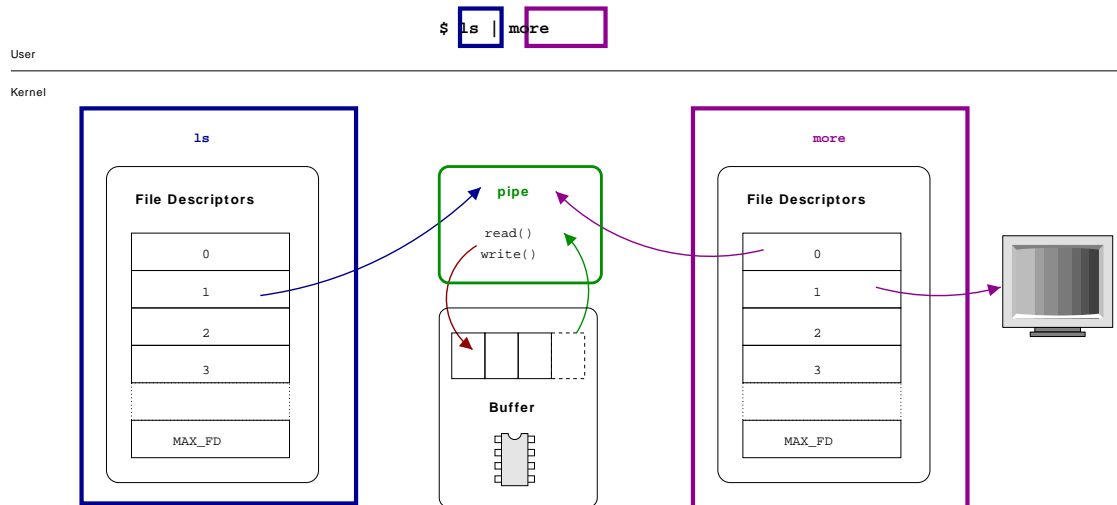 $ ls | more
User
Kernel
ls
File Descriptors
0
1
2
3
MAX_FD
pipe
read()
write()
Buffer
more
File Descriptors
0
1
2
3
MAX_FD